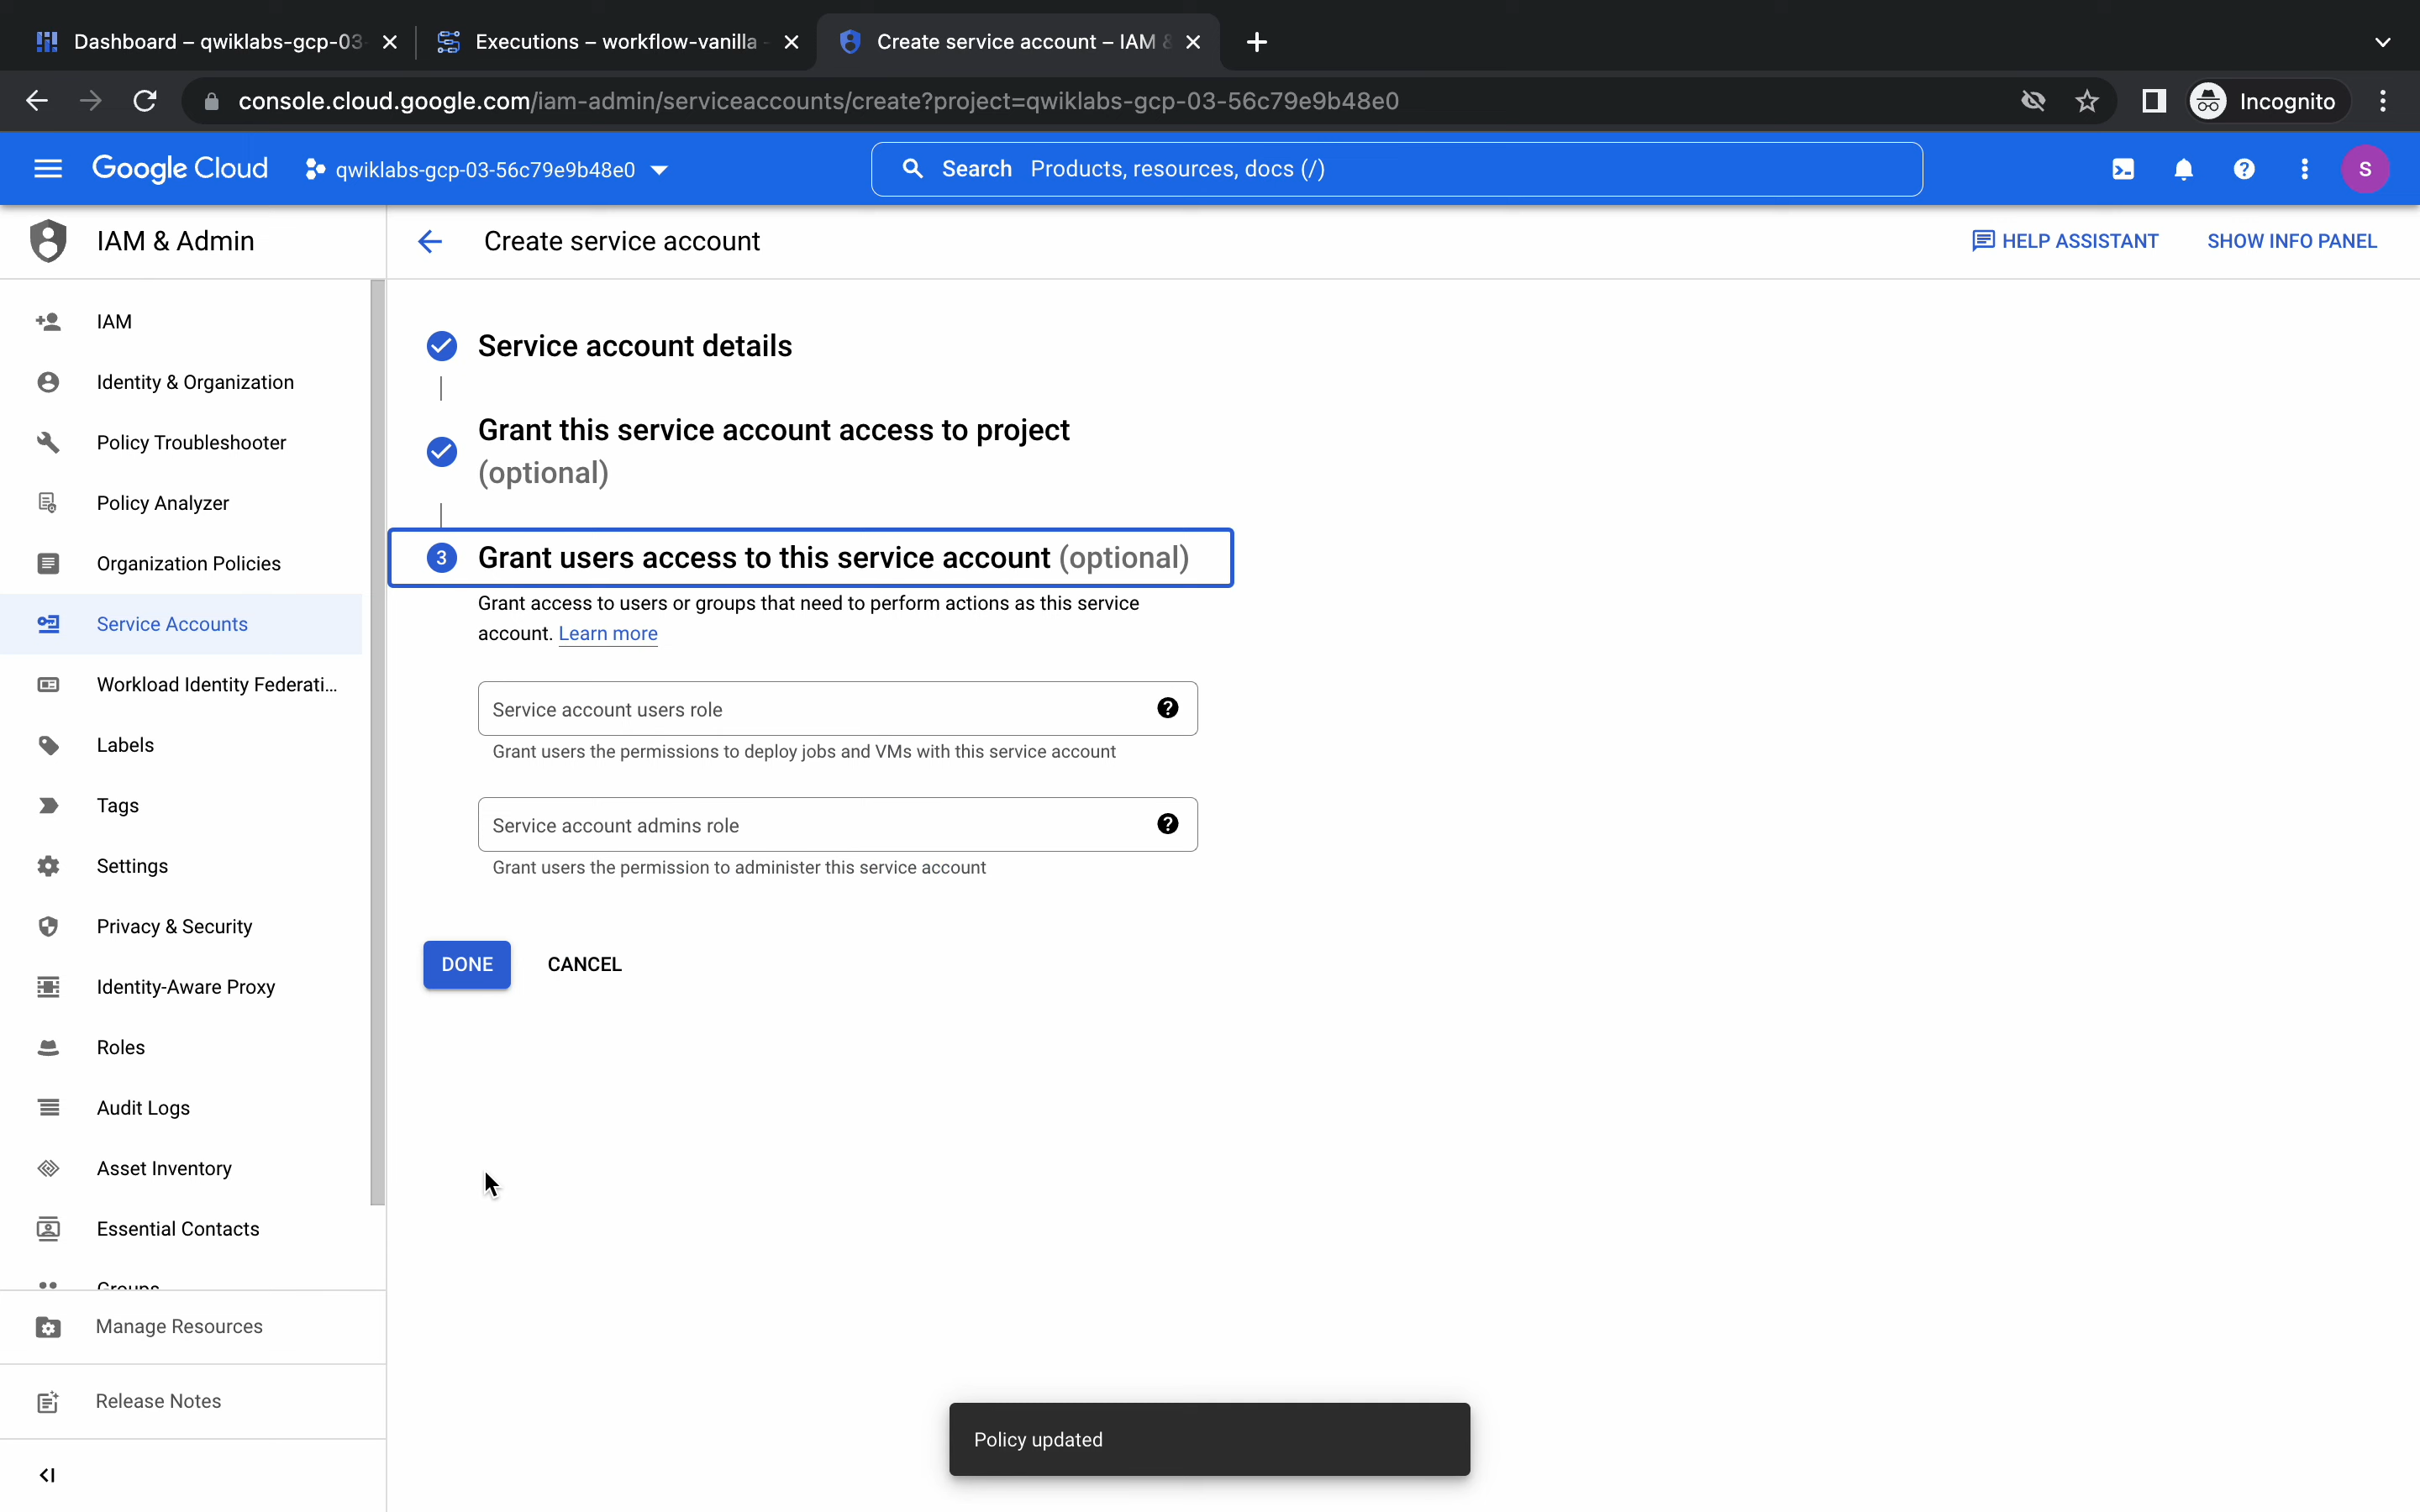 Dashboard – qwiklabs-gcp-03
Executions – workflow-vanilla
Create service account – IAM &
console.cloud.google.com/iam-admin/serviceaccounts/create?project=qwiklabs-gcp-03-56c79e9b48e0
Incognito
Google Cloud
qwiklabs-gcp-03-56c79e9b48e0
Search Products, resources, docs (/)
S
IAM & Admin
Create service account
HELP ASSISTANT
SHOW INFO PANEL
IAM
Identity & Organization
Policy Troubleshooter
Policy Analyzer
Organization Policies
Service Accounts
Workload Identity Federati...
Labels
Tags
Settings
Privacy & Security
Identity-Aware Proxy
Roles
Audit Logs
Asset Inventory
Essential Contacts
Groups
Manage Resources
Release Notes
Service account details
Grant this service account access to project
(optional)
3 Grant users access to this service account (optional)
Grant access to users or groups that need to perform actions as this service
account. Learn more
Service account users role
Grant users the permissions to deploy jobs and VMs with this service account
Service account admins role
Grant users the permission to administer this service account
DONE
CANCEL
Policy updated